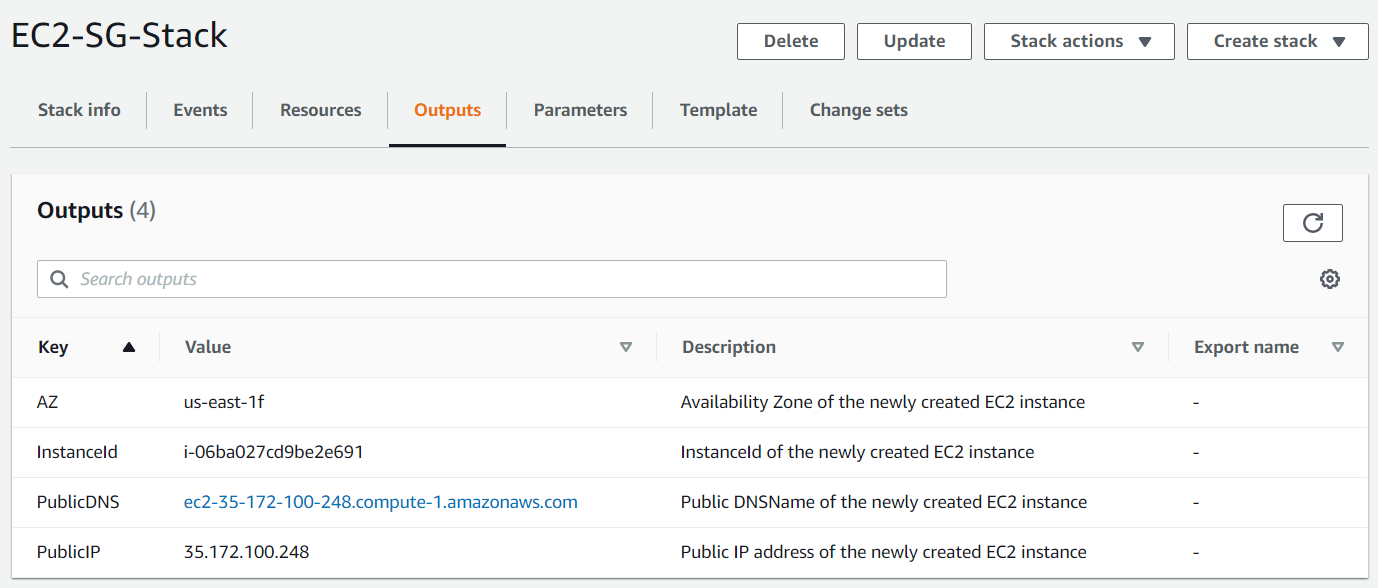 EC2-SG-Stack
Delete Update Stack actions Create stack
Stack info Events Resources Outputs Parameters Template Change sets
Outputs (4)
Search outputs
Key Value Description Export name
AZ us-east-1f Availability Zone of the newly created EC2 instance -
InstanceId i-06ba027cd9be2e691 InstanceId of the newly created EC2 instance -
PublicDNS ec2-35-172-100-248.compute-1.amazonaws.com Public DNSName of the newly created EC2 instance -
PublicIP 35.172.100.248 Public IP address of the newly created EC2 instance -